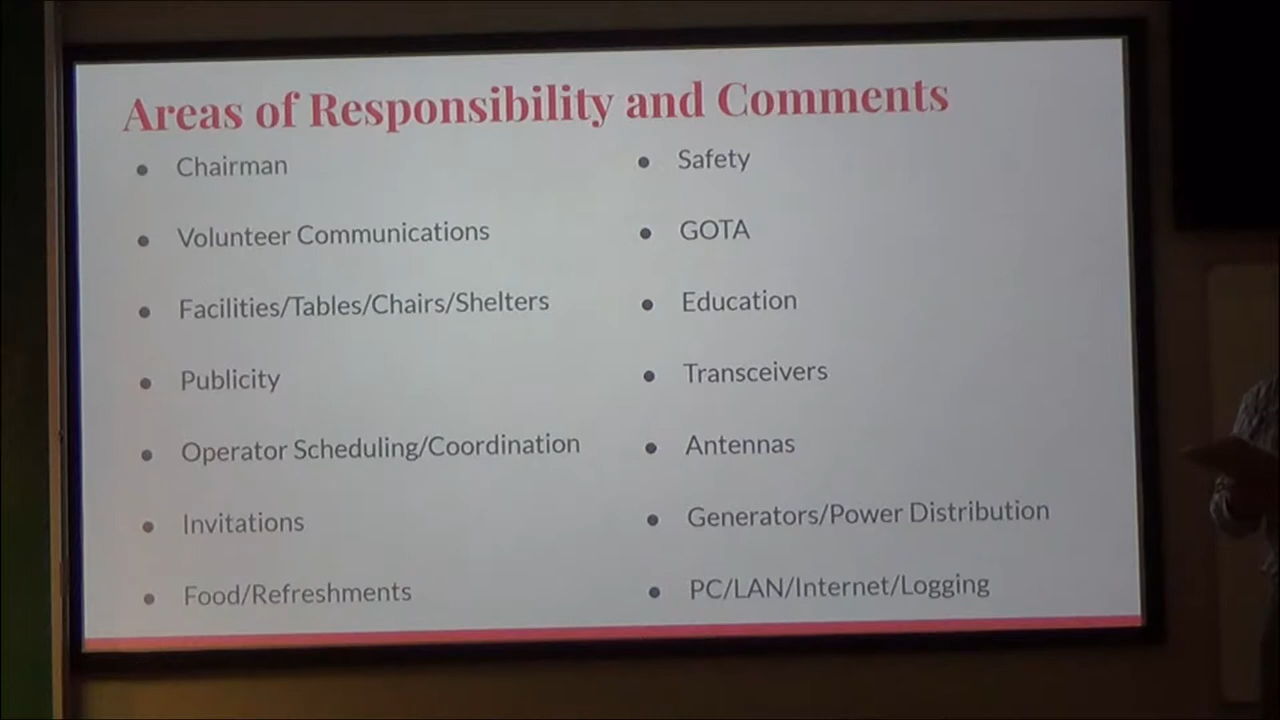 Areas of Responsibility and Comments
● Chairman
● Volunteer Communications
● Facilities/Tables/Chairs/Shelters
● Publicity
● Operator Scheduling/Coordination
● Invitations
● Food/Refreshments
● Safety
● GOTA
● Education
● Transceivers
● Antennas
● Generators/Power Distribution
● PC/LAN/Internet/Logging